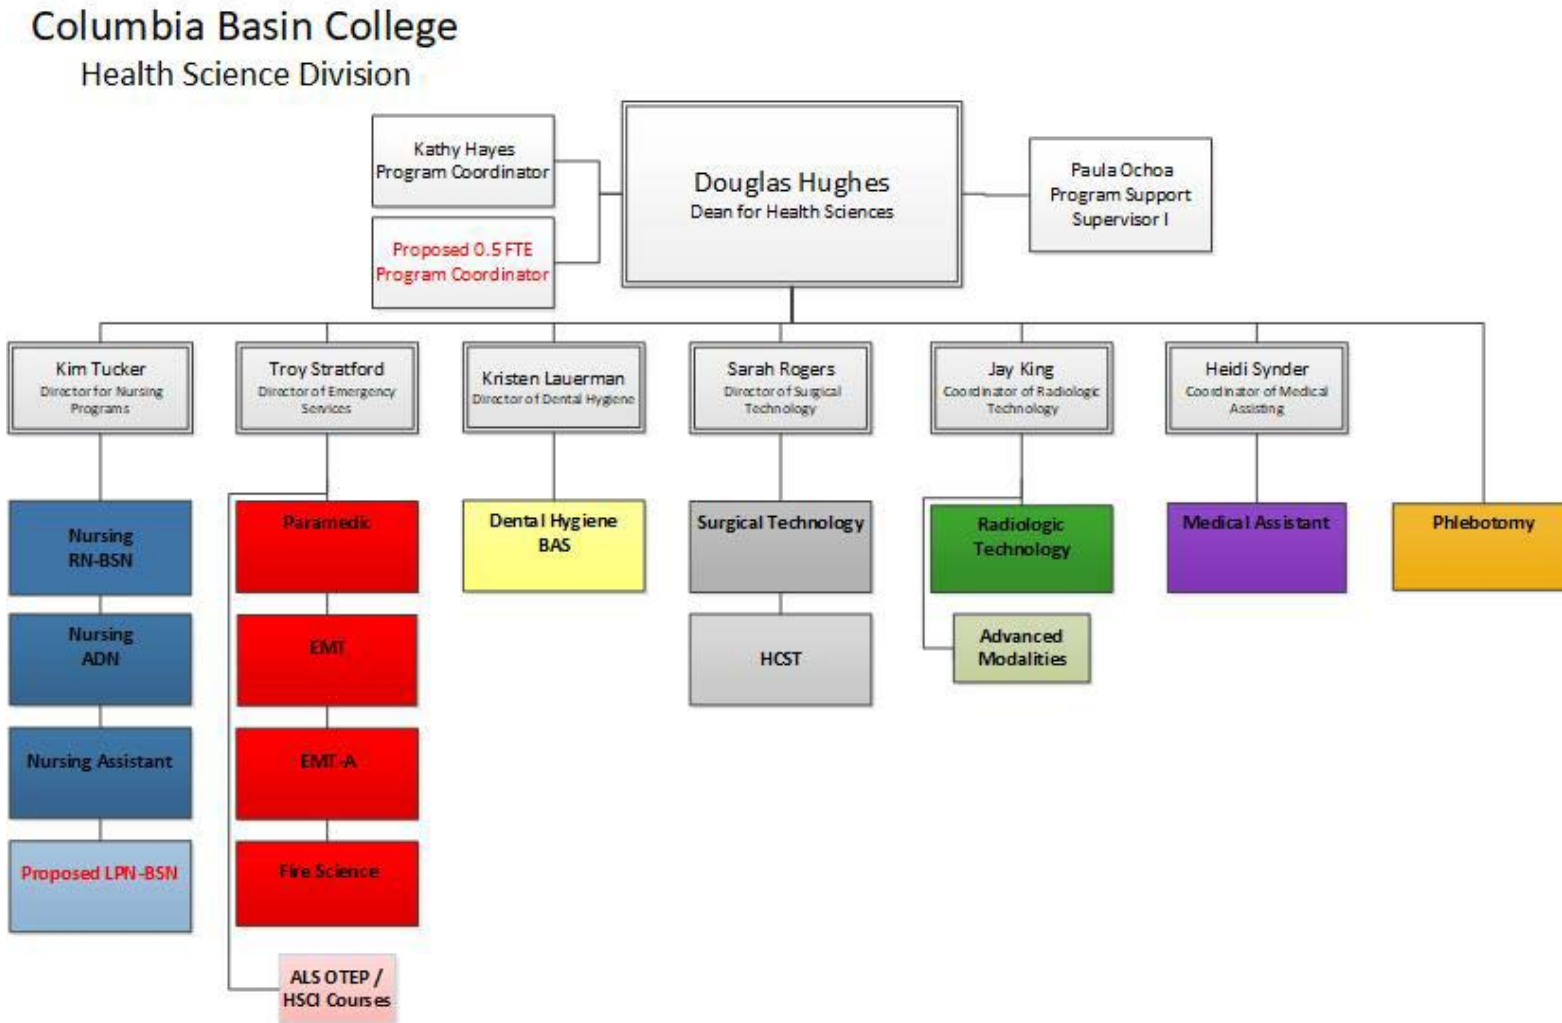 Columbia Basin College
Health Science Division
Kathy Hayes
Program Coordinator
Proposed 0.5 FTE
Program Coordinator
Douglas Hughes
Dean for Health Sciences
Paula Ochoa
Program Support
Supervisor I
Kim Tucker
Director for Nursing
Programs
Troy Stratford
Director of Emergency
Services
Kristen Lauerman
Director of Dental Hygiene
Sarah Rogers
Director of Surgical
Technology
Jay King
Coordinator of Radiologic
Technology
Heidi Synder
Coordinator of Medical
Assisting
Nursing
RN-BSN
Nursing
ADN
Nursing Assistant
Proposed LPN-BSN
Paramedic
EMT
EMT-A
Fire Science
ALS OTEP /
HSCI Courses
Dental Hygiene
BAS
Surgical Technology
HCST
Radiologic
Technology
Advanced
Modalities
Medical Assistant
Phlebotomy